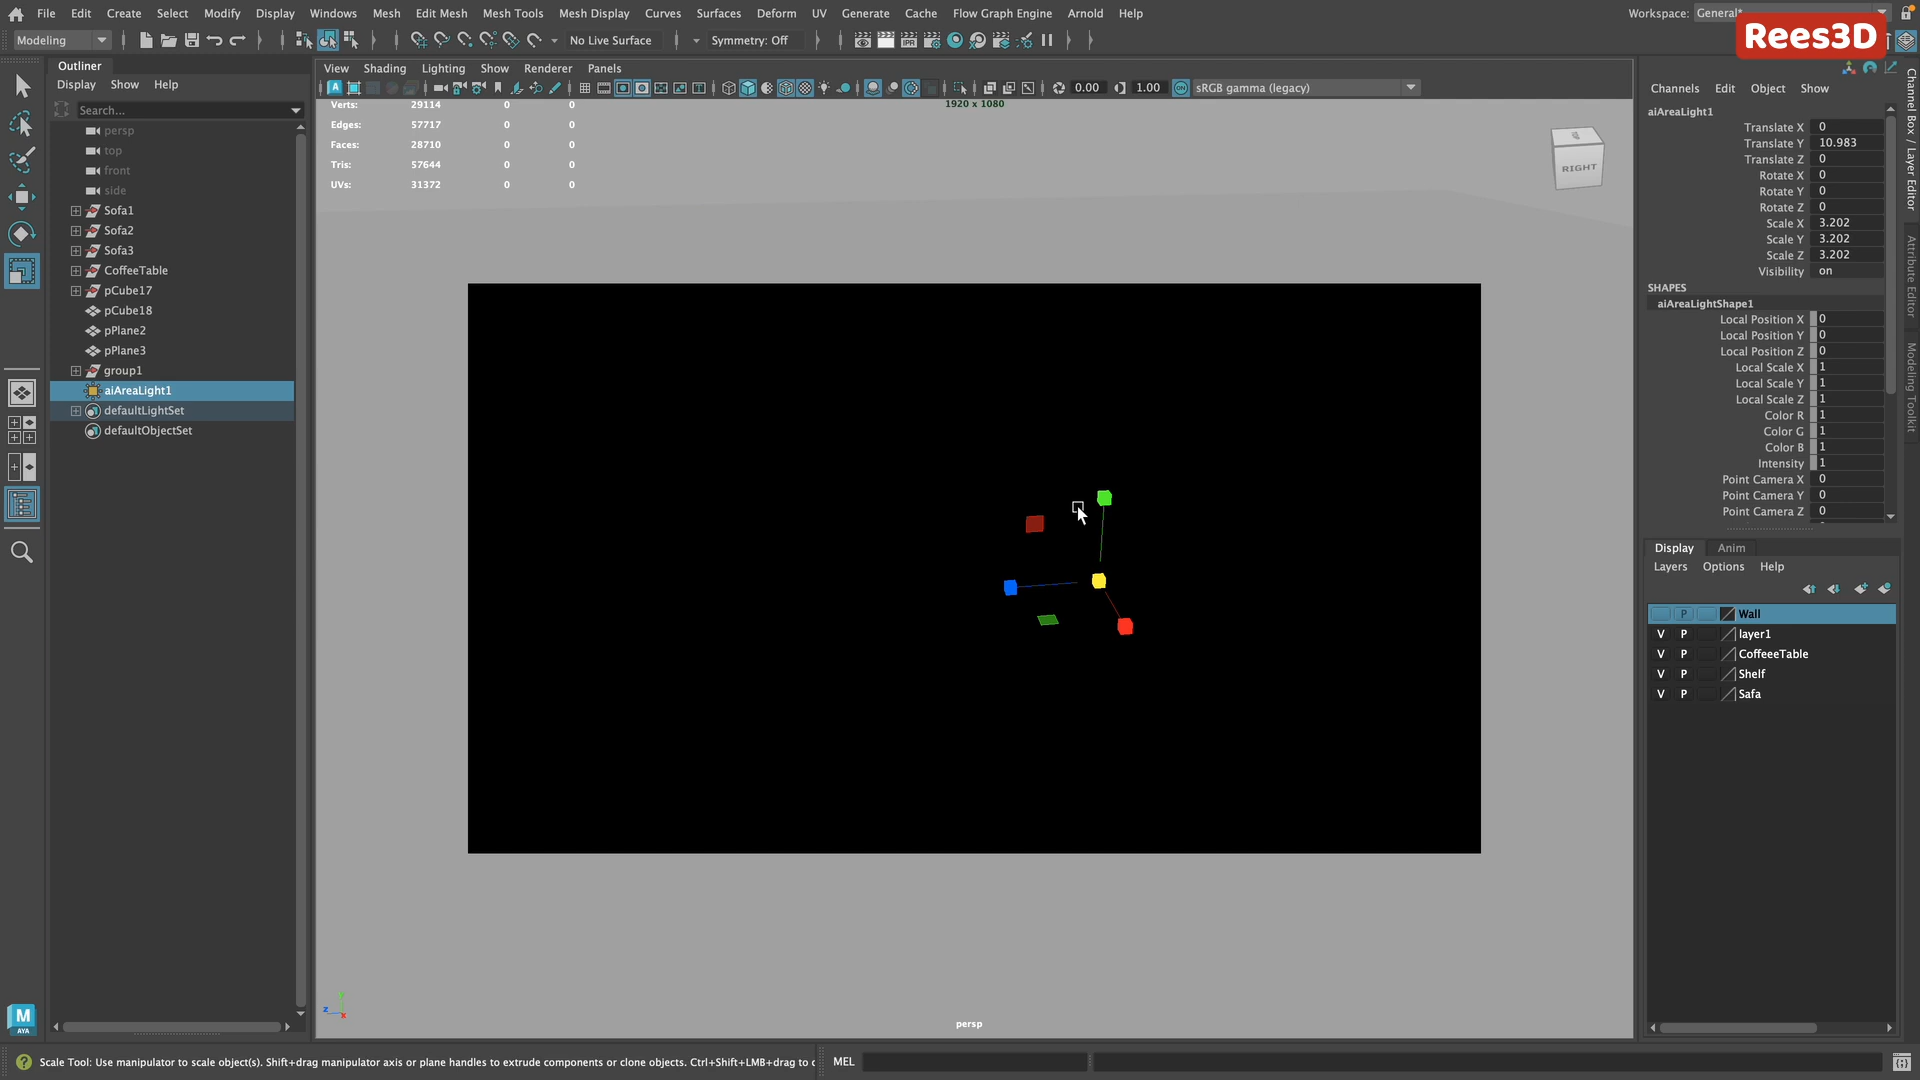 File Edit Create Select Modify Display Windows Mesh Edit Mesh Mesh Tools Mesh Display Curves Surfaces Deform UV Generate Cache Flow Graph Engine Arnold Help
Workspace: General*
Rees3D
Modeling
No Live Surface
Symmetry: Off
IPR
Outliner
Display Show Help
Search...
persp
top
front
side
Sofa1
Sofa2
Sofa3
CoffeeTable
pCube17
pCube18
pPlane2
pPlane3
group1
aiAreaLight1
defaultLightSet
defaultObjectSet
View Shading Lighting Show Renderer Panels
0.00
1.00
ON
sRGB gamma (legacy)
1920 x 1080
Verts: 29114 0 0
Edges: 57717 0 0
Faces: 28710 0 0
Tris: 57644 0 0
UVs: 31372 0 0
RIGHT
y
z
x
persp
Channels Edit Object Show
aiAreaLight1
Translate X 0
Translate Y 10.983
Translate Z 0
Rotate X 0
Rotate Y 0
Rotate Z 0
Scale X 3.202
Scale Y 3.202
Scale Z 3.202
Visibility on
SHAPES
aiAreaLightShape1
Local Position X 0
Local Position Y 0
Local Position Z 0
Local Scale X 1
Local Scale Y 1
Local Scale Z 1
Color R 1
Color G 1
Color B 1
Intensity 1
Point Camera X 0
Point Camera Y 0
Point Camera Z 0
Channel Box / Layer Editor
Attribute Editor
Modeling Toolkit
Display Anim
Layers Options Help
P Wall
V P layer1
V P CoffeeeTable
V P Shelf
V P Safa
M
AYA
Scale Tool: Use manipulator to scale object(s). Shift+drag manipulator axis or plane handles to extrude components or clone objects. Ctrl+Shift+LMB+drag to
MEL